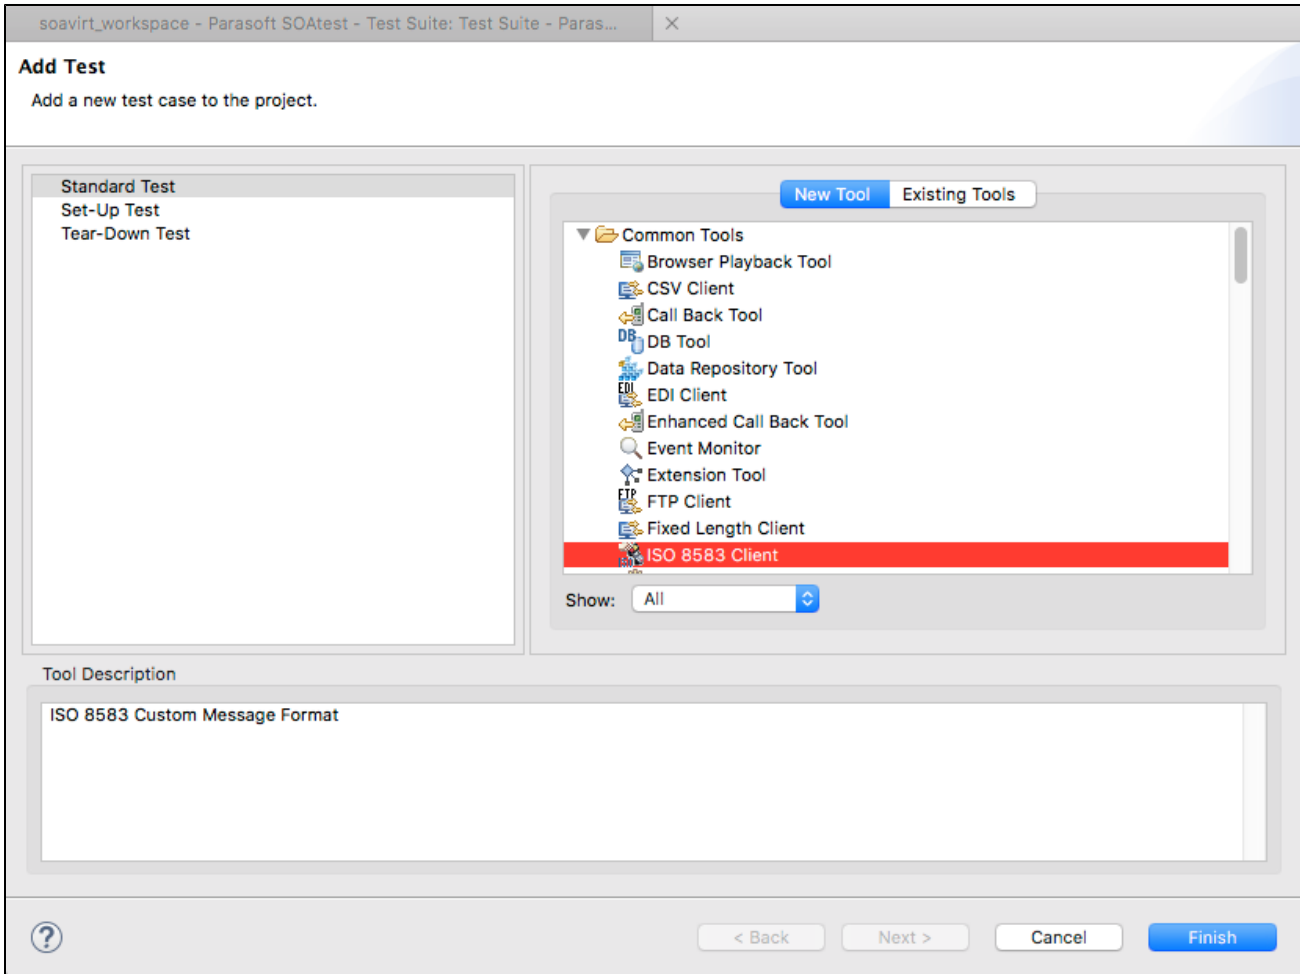 soavirt_workspace - Parasoft SOAtest - Test Suite: Test Suite - Paras...
Add Test
Add a new test case to the project.
Standard Test
Set-Up Test
Tear-Down Test
New Tool
Existing Tools
Common Tools
Browser Playback Tool
CSV Client
Call Back Tool
DB DB Tool
Data Repository Tool
EDI EDI Client
Enhanced Call Back Tool
Event Monitor
Extension Tool
FTP FTP Client
Fixed Length Client
ISO 8583 Client
Show: All
Tool Description
ISO 8583 Custom Message Format
?
< Back
Next >
Cancel
Finish